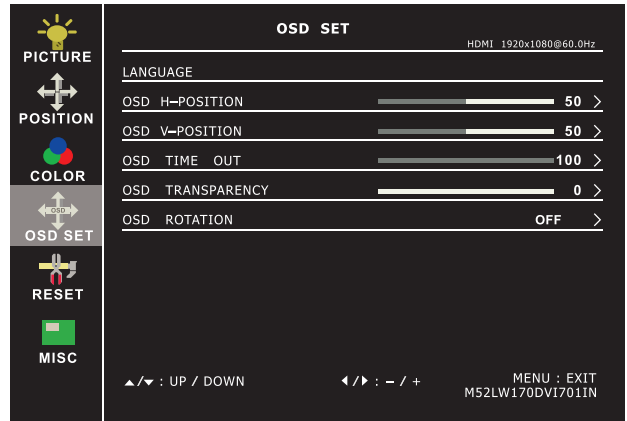 OSD SET
HDMI 1920x1080@60.0Hz
PICTURE
POSITION
COLOR
OSD
OSD SET
RESET
MISC
LANGUAGE
OSD H-POSITION 50 >
OSD V-POSITION 50 >
OSD TIME OUT 100 >
OSD TRANSPARENCY 0 >
OSD ROTATION OFF >
▲/▼ : UP / DOWN ◀/▶ : - / + MENU : EXIT
M52LW170DVI701IN